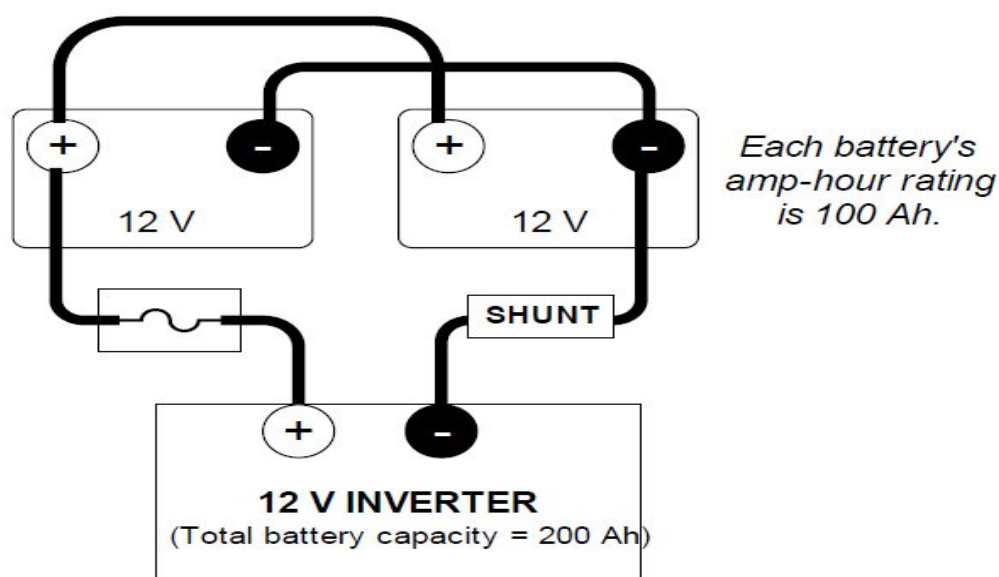 +
-
+
-
Each battery's
amp-hour rating
is 100 Ah.
12 V
12 V
SHUNT
+
-
12 V INVERTER
(Total battery capacity = 200 Ah)